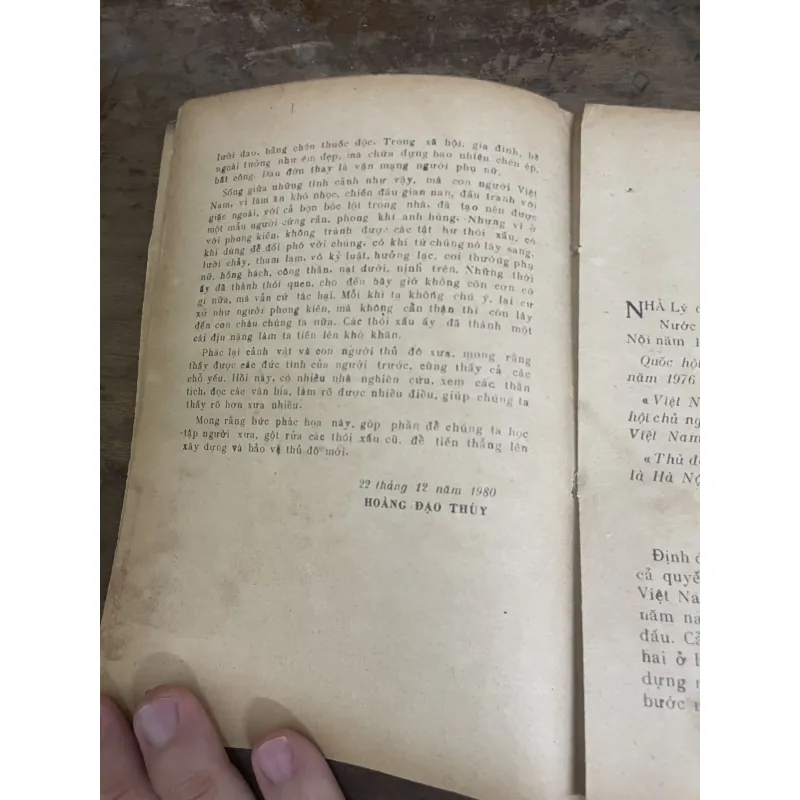 lưỡi dao, bằng chén thuốc độc. Trong xã hội, gia đình, bề
ngoài tưởng như êm đẹp, mà chứa đựng bao nhiêu chèn ép,
bất công. Đau đớn thay là vận mạng người phụ nữ.
Sống giữa những tình cảnh như vậy, mà con người Việt
Nam, vì làm ăn khó nhọc, chiến đấu gian nan, đấu tranh với
giặc ngoài, với cả bọn bóc lột trong nhà, đã tạo nên được
một mẫu người cứng rắn, phong khí anh hùng. Nhưng vì ở
với phong kiến, không tránh được các tật hư thói xấu, có
khi dùng để đối phó với chúng, có khi từ chúng nó lây sang,
lười chảy, tham lam, vô kỷ luật, hưởng lạc, coi thường phụ
nữ, hống hách, công thần, nạt dưới, nịnh trên. Những thói
ấy đã thành thói quen, cho đến bây giờ không còn cơn cớ
gì nữa, mà vẫn cứ tác hại. Mỗi khi ta không chú ý, lại cư
xử như người phong kiến, mà không cẩn thận thì còn lây
đến con cháu chúng ta nữa. Các thói xấu ấy đã thành một
cái địu nặng làm ta tiến lên khó khăn.
Phác lại cảnh vật và con người thủ đô xưa, mong rằng
thấy được các đức tính của người trước, cũng thấy cả các
chỗ yếu. Hồi này, có nhiều nhà nghiên cứu, xem các thần
tích, đọc các văn bia, làm rõ được nhiều điều, giúp chúng ta
thấy rõ hơn xưa nhiều.
Mong rằng bức phác họa này, góp phần để chúng ta học
tập người xưa, gột rửa các thói xấu cũ, để tiến thẳng lên
xây dựng và bảo vệ thủ đô mới.
22 tháng 12 năm 1980
HOÀNG ĐẠO THÚY
NHÀ Lý
Nước
Nội năm 1
Quốc hội
năm 1976
« Việt N
hội chủ ng
Việt Nam
« Thủ đ
là Hà Nộ
Định
cả quyế
Việt Na
năm na
đấu. Cả
hai ở
dựng
bước